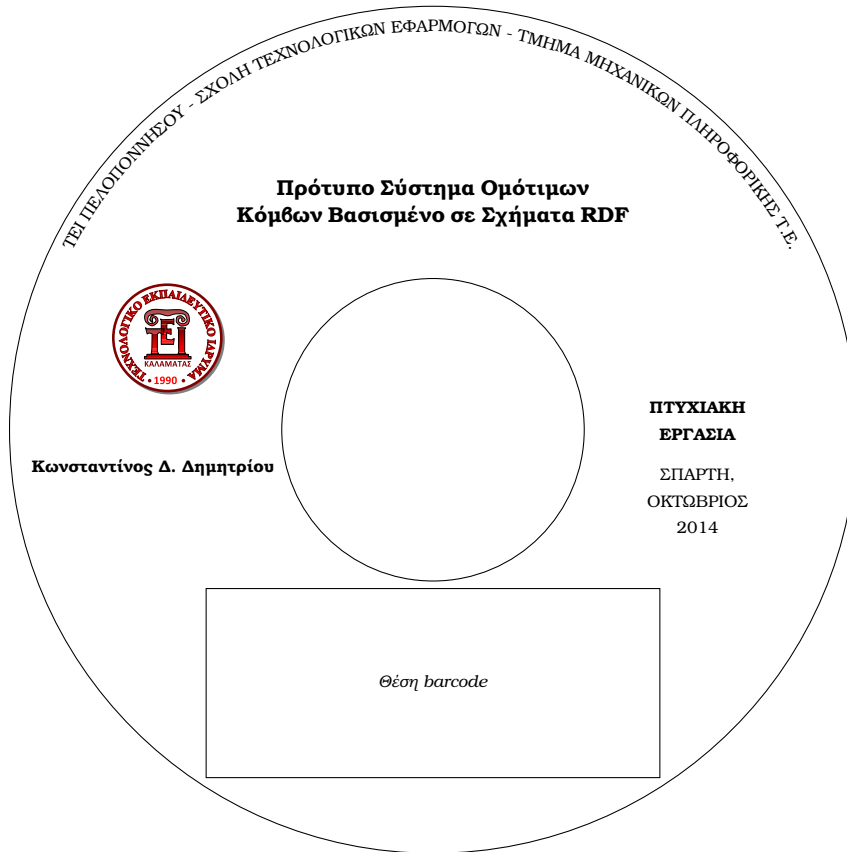 ΤΕΙ ΠΕΛΟΠΟΝΝΗΣΟΥ - ΣΧΟΛΗ ΤΕΧΝΟΛΟΓΙΚΩΝ ΕΦΑΡΜΟΓΩΝ - ΤΜΗΜΑ ΜΗΧΑΝΙΚΩΝ ΠΛΗΡΟΦΟΡΙΚΗΣ Τ.Ε.
Πρότυπο Σύστημα Ομότιμων
Κόμβων Βασισμένο σε Σχήματα RDF
ΤΕΧΝΟΛΟΓΙΚΟ ΕΚΠΑΙΔΕΥΤΙΚΟ ΙΔΡΥΜΑ
ΤΕΙ
ΚΑΛΑΜΑΤΑΣ
• 1990 •
Κωνσταντίνος Δ. Δημητρίου
ΠΤΥΧΙΑΚΗ
ΕΡΓΑΣΙΑ
ΣΠΑΡΤΗ,
ΟΚΤΩΒΡΙΟΣ
2014
Θέση barcode